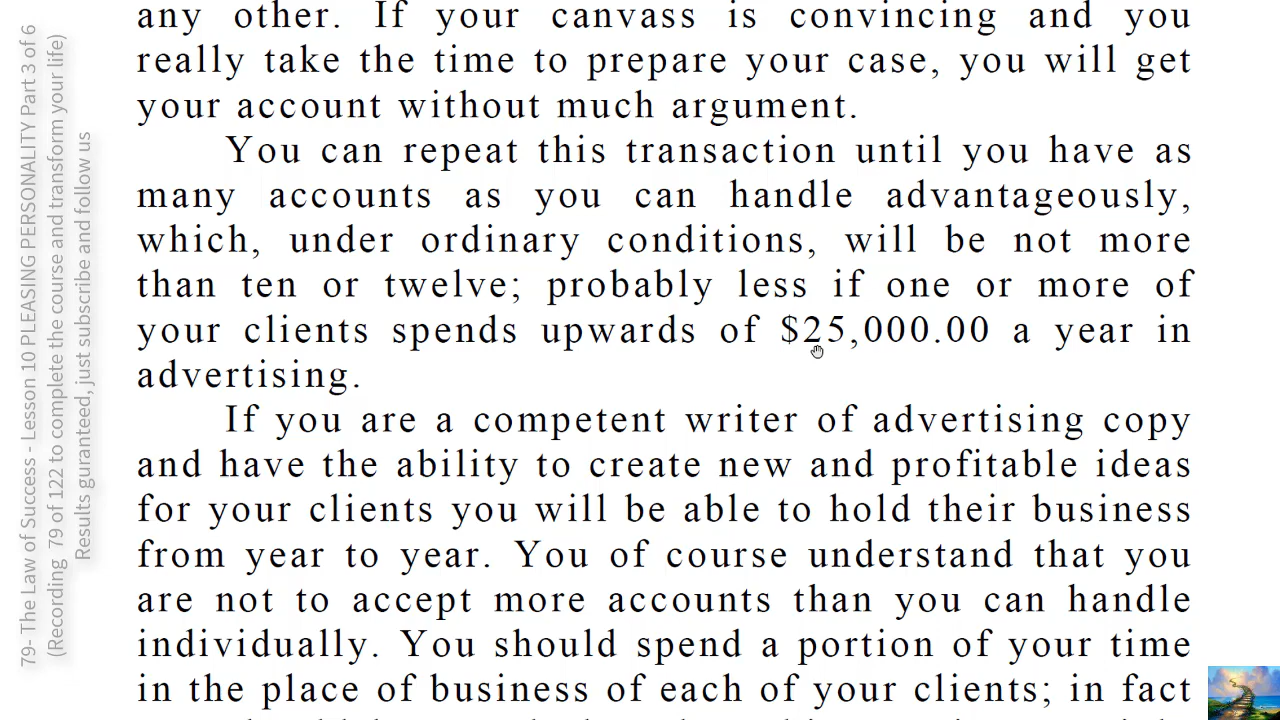 79- The Law of Success - Lesson 10 PLEASING PERSONALITY Part 3 of 6
(Recording 79 of 122 to complete the course and transform your life)
Results guranteed, just subscribe and follow us
any other. If your canvass is convincing and you
really take the time to prepare your case, you will get
your account without much argument.
You can repeat this transaction until you have as
many accounts as you can handle advantageously,
which, under ordinary conditions, will be not more
than ten or twelve; probably less if one or more of
your clients spends upwards of $25,000.00 a year in
advertising.
If you are a competent writer of advertising copy
and have the ability to create new and profitable ideas
for your clients you will be able to hold their business
from year to year. You of course understand that you
are not to accept more accounts than you can handle
individually. You should spend a portion of your time
in the place of business of each of your clients; in fact